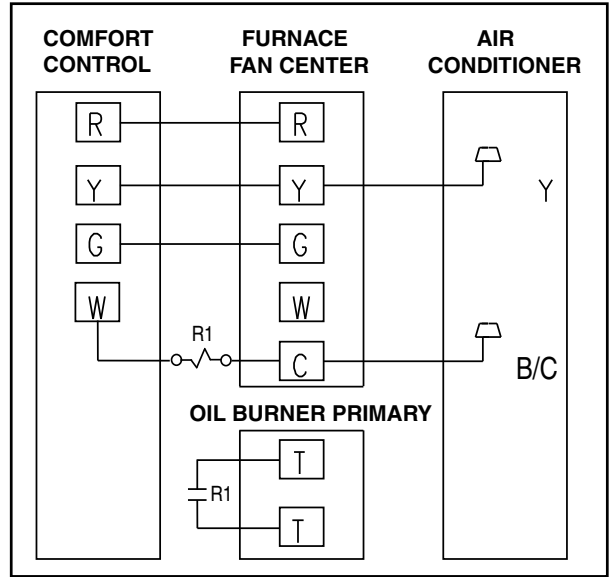 COMFORT CONTROL
FURNACE FAN CENTER
AIR CONDITIONER
R
R
Y
Y
Y
G
G
W
W
R1
C
B/C
OIL BURNER PRIMARY
T
R1
T